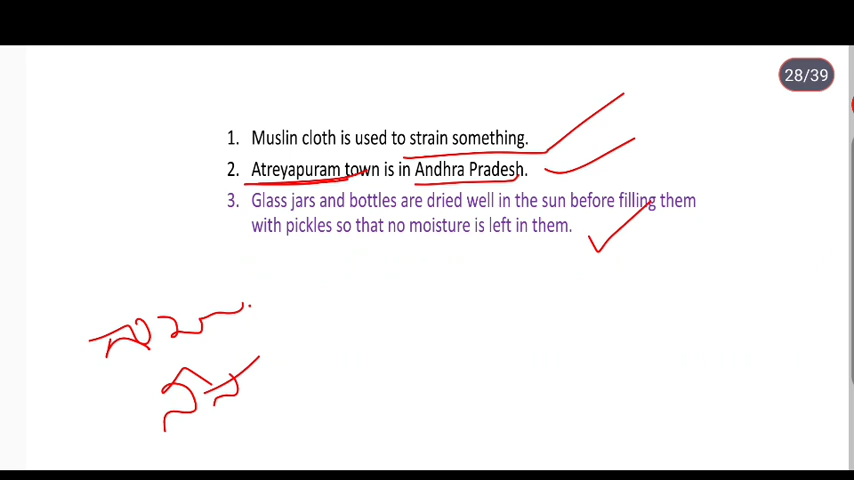 28/39
1. Muslin cloth is used to strain something.
2. Atreyapuram town is in Andhra Pradesh.
3. Glass jars and bottles are dried well in the sun before filling them
with pickles so that no moisture is left in them.